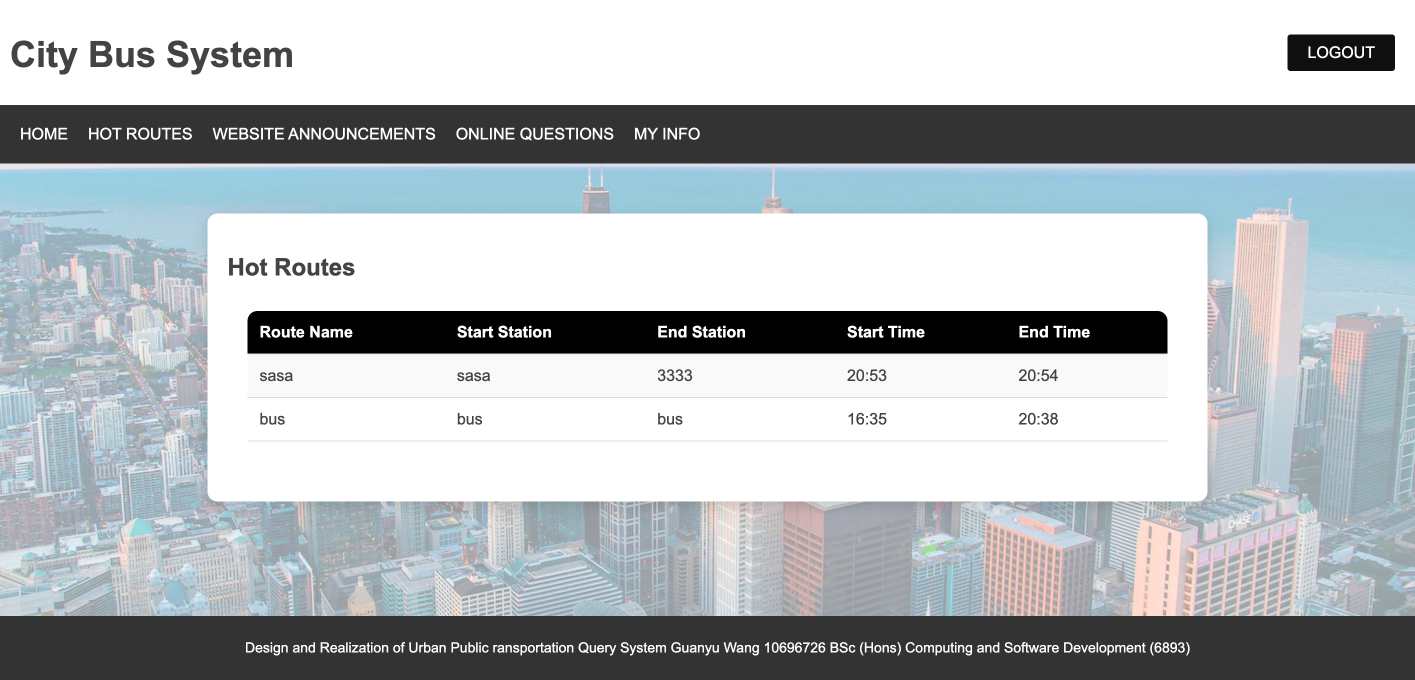 City Bus System
LOGOUT
HOME HOT ROUTES WEBSITE ANNOUNCEMENTS ONLINE QUESTIONS MY INFO
Hot Routes
Route Name Start Station End Station Start Time End Time
sasa sasa 3333 20:53 20:54
bus bus bus 16:35 20:38
CHASE
Design and Realization of Urban Public ransportation Query System Guanyu Wang 10696726 BSc (Hons) Computing and Software Development (6893)